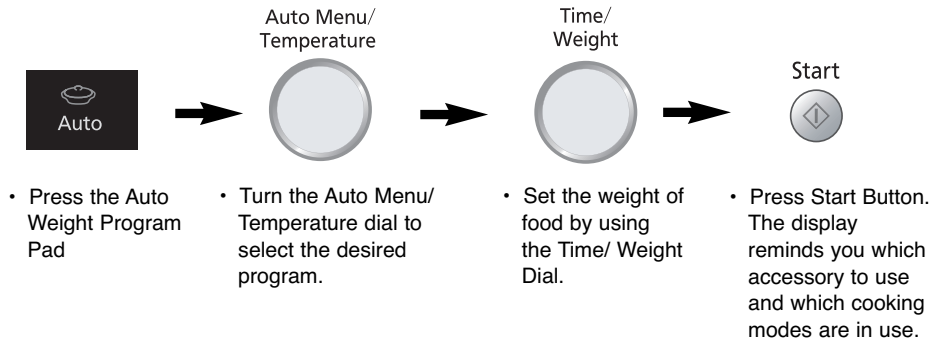 Auto Menu/
Temperature
Time/
Weight
Start
Auto
• Press the Auto
Weight Program
Pad
• Turn the Auto Menu/
Temperature dial to
select the desired
program.
• Set the weight of
food by using
the Time/ Weight
Dial.
• Press Start Button.
The display
reminds you which
accessory to use
and which cooking
modes are in use.